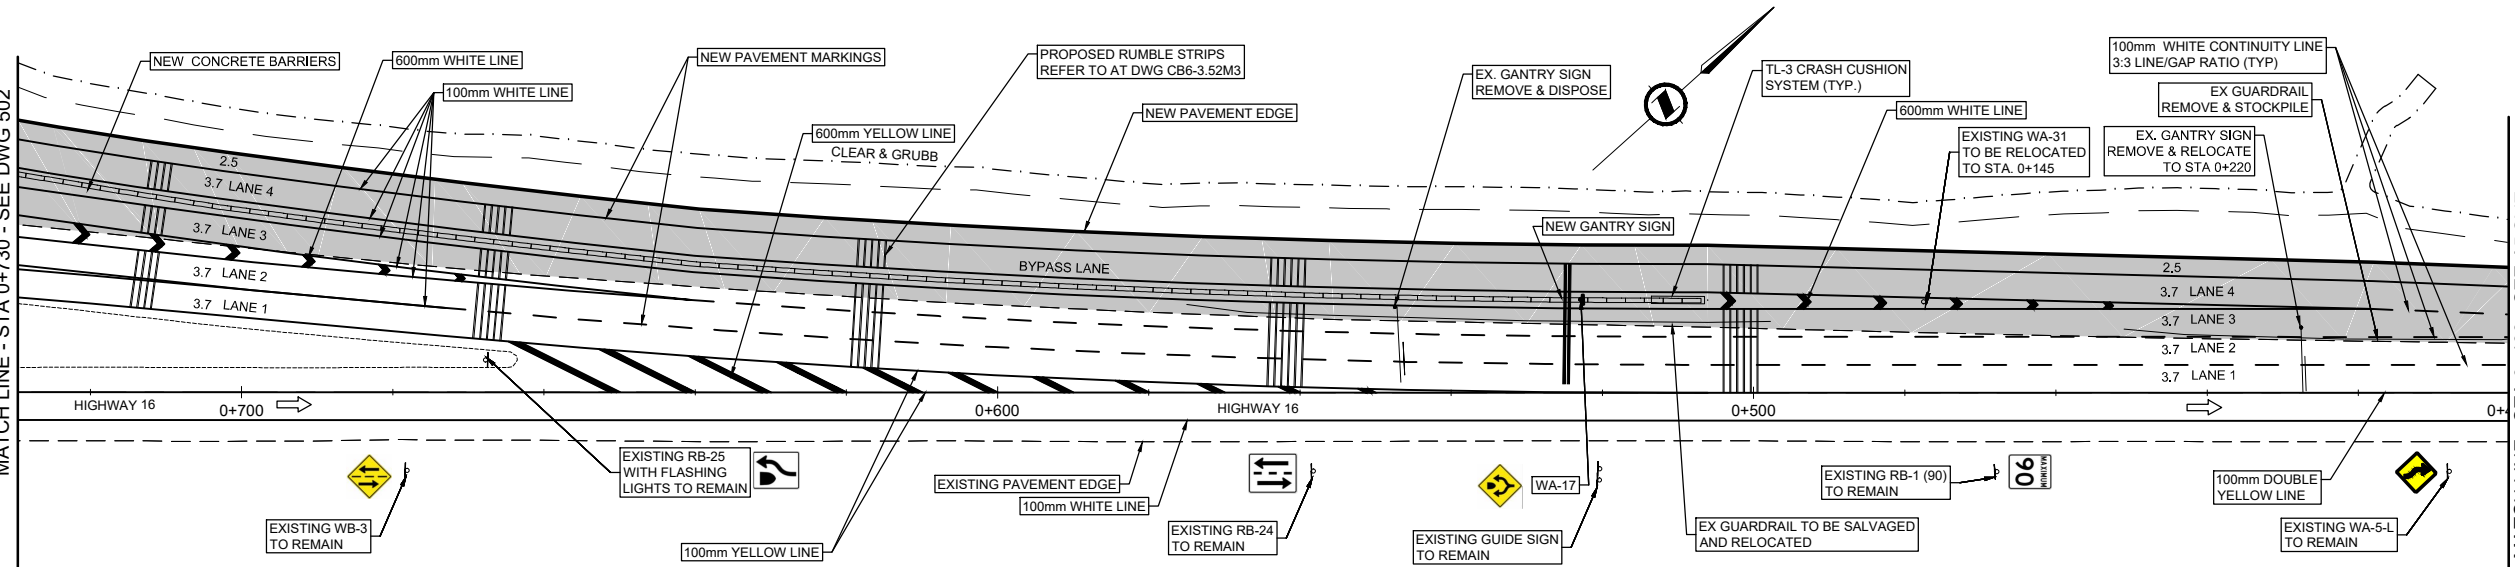 MATCH LINE - STA 0+730 - SEE DWG 502
NEW CONCRETE BARRIERS
600mm WHITE LINE
100mm WHITE LINE
NEW PAVEMENT MARKINGS
PROPOSED RUMBLE STRIPS
REFER TO AT DWG CB6-3.52M3
600mm YELLOW LINE
CLEAR & GRUBB
NEW PAVEMENT EDGE
EX. GANTRY SIGN
REMOVE & DISPOSE
TL-3 CRASH CUSHION
SYSTEM (TYP.)
600mm WHITE LINE
EXISTING WA-31
TO BE RELOCATED
TO STA. 0+145
100mm WHITE CONTINUITY LINE
3:3 LINE/GAP RATIO (TYP)
EX GUARDRAIL
REMOVE & STOCKPILE
EX. GANTRY SIGN
REMOVE & RELOCATE
TO STA 0+220
NEW GANTRY SIGN
2.5
3.7 LANE 4
3.7 LANE 3
3.7 LANE 2
3.7 LANE 1
BYPASS LANE
2.5
3.7 LANE 4
3.7 LANE 3
3.7 LANE 2
3.7 LANE 1
HIGHWAY 16
0+700
0+600
HIGHWAY 16
0+500
EXISTING WB-3
TO REMAIN
EXISTING RB-25
WITH FLASHING
LIGHTS TO REMAIN
100mm YELLOW LINE
EXISTING PAVEMENT EDGE
100mm WHITE LINE
EXISTING RB-24
TO REMAIN
WA-17
EXISTING GUIDE SIGN
TO REMAIN
EX GUARDRAIL TO BE SALVAGED
AND RELOCATED
EXISTING RB-1 (90)
TO REMAIN
MAXIMUM
90
100mm DOUBLE
YELLOW LINE
EXISTING WA-5-L
TO REMAIN